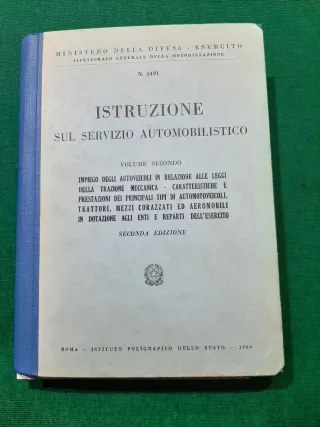 MINISTERO DELLA DIFESA - ESERCITO
ISPETTORATO GENERALE DELLA MOTORIZZAZIONE
N. 4491
ISTRUZIONE
SUL SERVIZIO AUTOMOBILISTICO
VOLUME SECONDO
IMPIEGO DEGLI AUTOVEICOLI IN RELAZIONE ALLE LEGGI
DELLA TRAZIONE MECCANICA - CARATTERISTICHE E
PRESTAZIONI DEI PRINCIPALI TIPI DI AUTOMOTOVEICOLI,
TRATTORI, MEZZI CORAZZATI ED AEROMOBILI
IN DOTAZIONE AGLI ENTI E REPARTI DELL'ESERCITO
SECONDA EDIZIONE
ROMA - ISTITUTO POLIGRAFICO DELLO STATO -